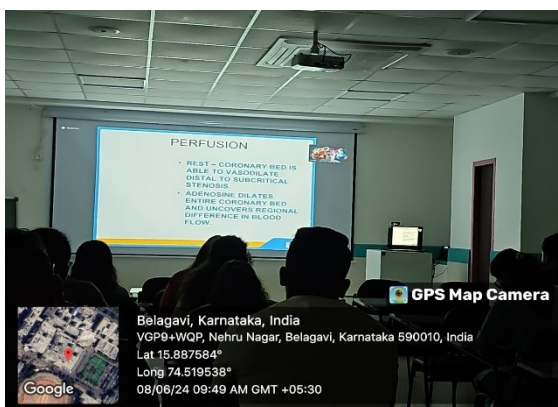 PERFUSION
• REST – CORONARY BED IS
ABLE TO VASODILATE
DISTAL TO SUBCRITICAL
STENOSIS.
• ADENOSINE DILATES
ENTIRE CORONARY BED
AND UNCOVERS REGIONAL
DIFFERENCE IN BLOOD
FLOW.
GPS Map Camera
Belagavi, Karnataka, India
VGP9+WQP, Nehru Nagar, Belagavi, Karnataka 590010, India
Lat 15.887584°
Long 74.519538°
08/06/24 09:49 AM GMT +05:30
Google